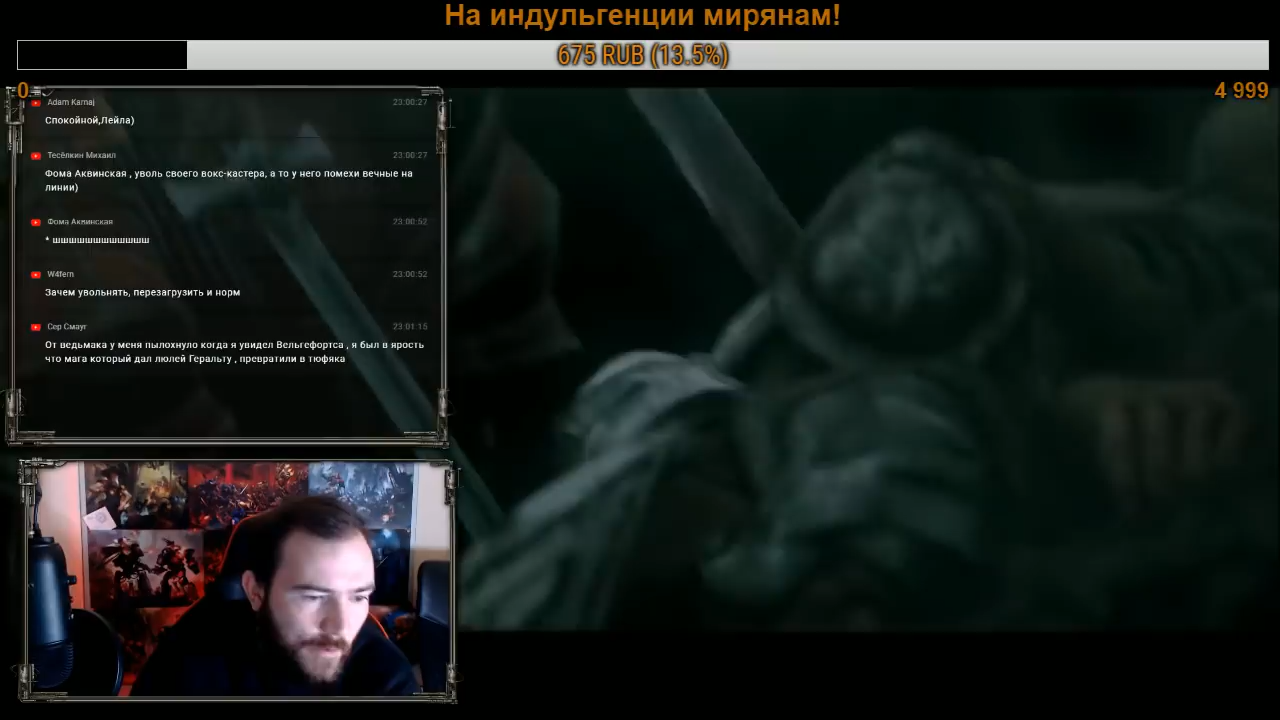 На индульгенции мирянам!
675 RUB (13.5%)
0
4 999
Adam Kamaj
23:00:27
Спокойной,Лейла)
Тесёлкин Михаил
23:00:27
Фома Аквинская , уволь своего вокс-кастера, а то у него помехи вечные на
линии)
Фома Аквинская
23:00:52
* шшшшшшшшшшшш
W4fern
23:00:52
Зачем увольнять, перезагрузить и норм
Сер Смауг
23:01:15
От ведьмака у меня пылохнуло когда я увидел Вельгефортса , я был в ярость
что мага который дал люлей Геральту , превратили в тюфяка